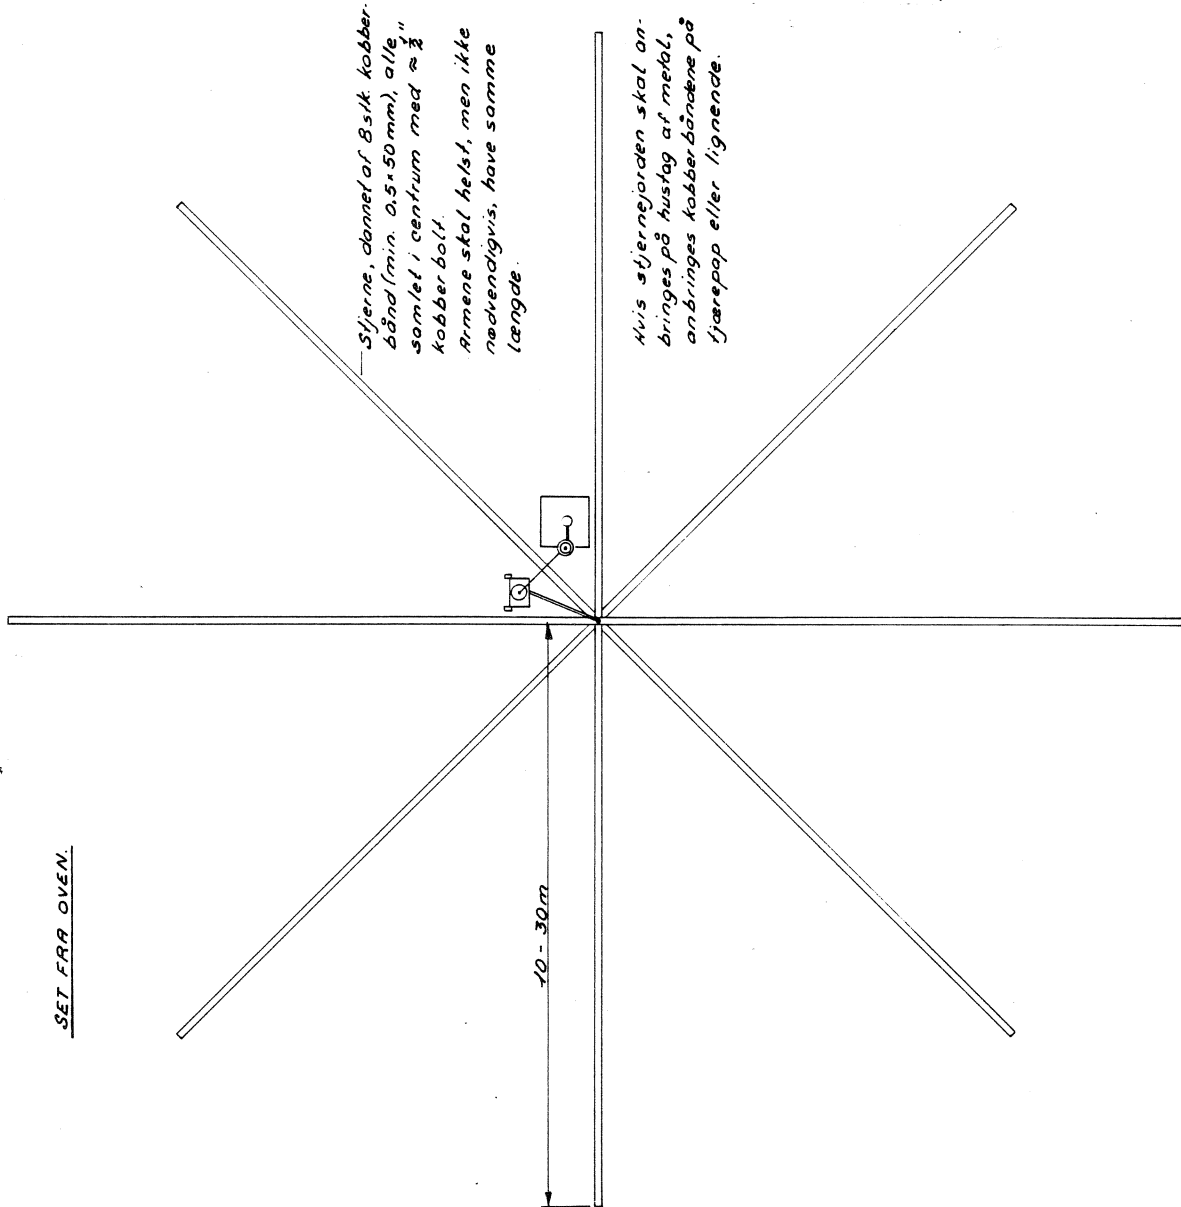 SET FRA OVEN.
Stjerne, dannet af 8 stk. kobber-
bånd (min. 0.5×50mm), alle
samlet i centrum med ≈ 1/2"
kobber bolt.
Armene skal helst, men ikke
nødvendigvis, have samme
længde.
Hvis stjernejorden skal an-
bringes på hustag af metal,
anbringes kobberbåndene på
tjærepap eller lignende.
10 - 30m